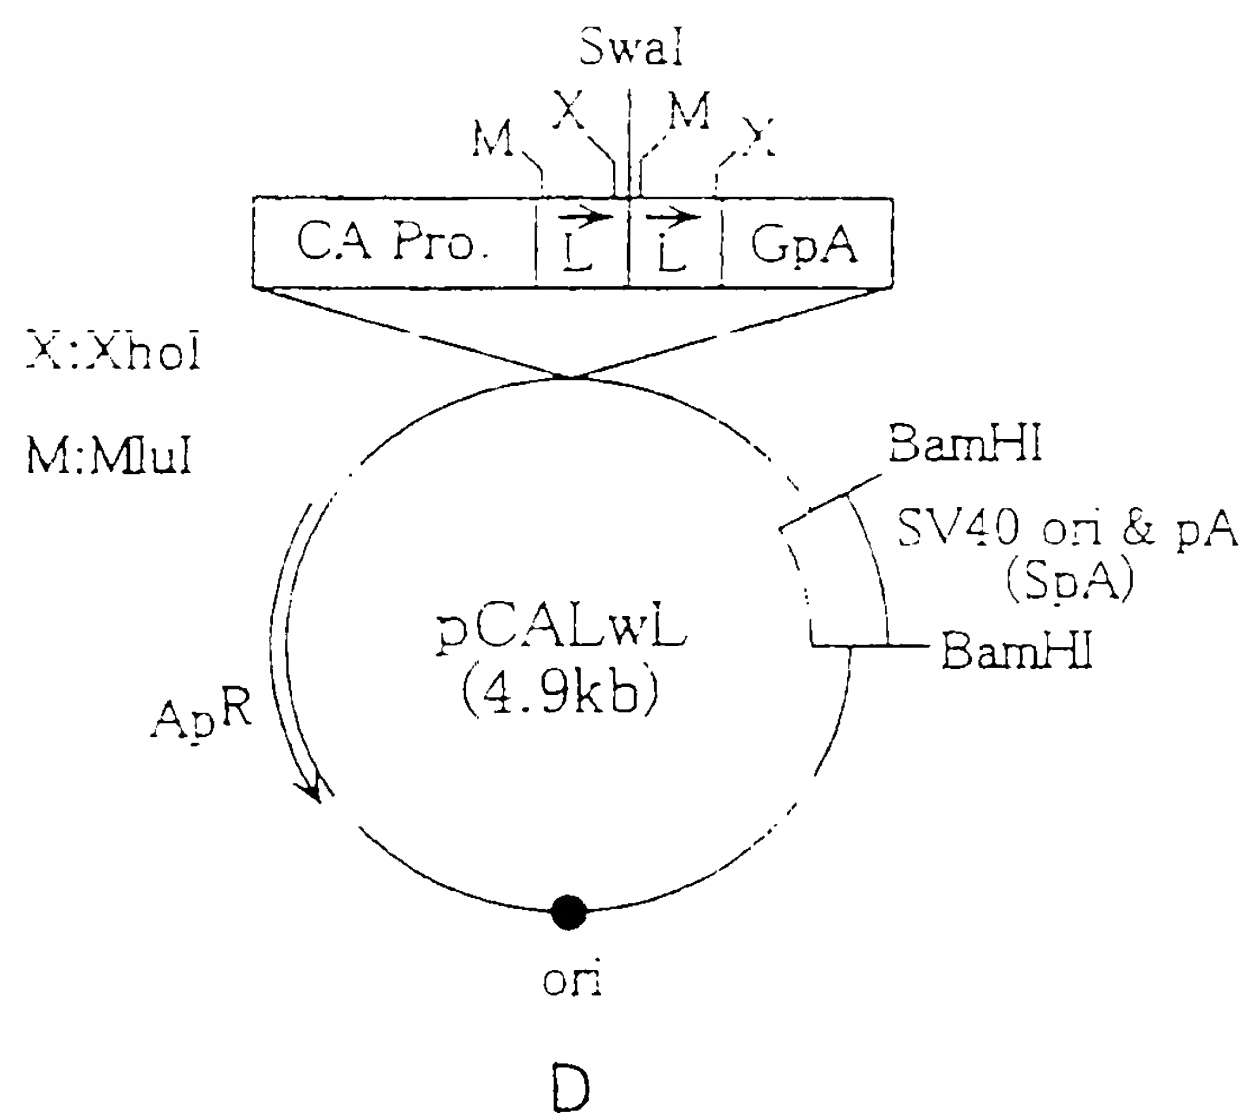 SwaI
X M
M X
CA Pro. L L GpA
X:XhoI
M:MluI
BamHI
SV40 ori & pA
(SpA)
BamHI
pCALwL
(4.9kb)
ApR
ori
D